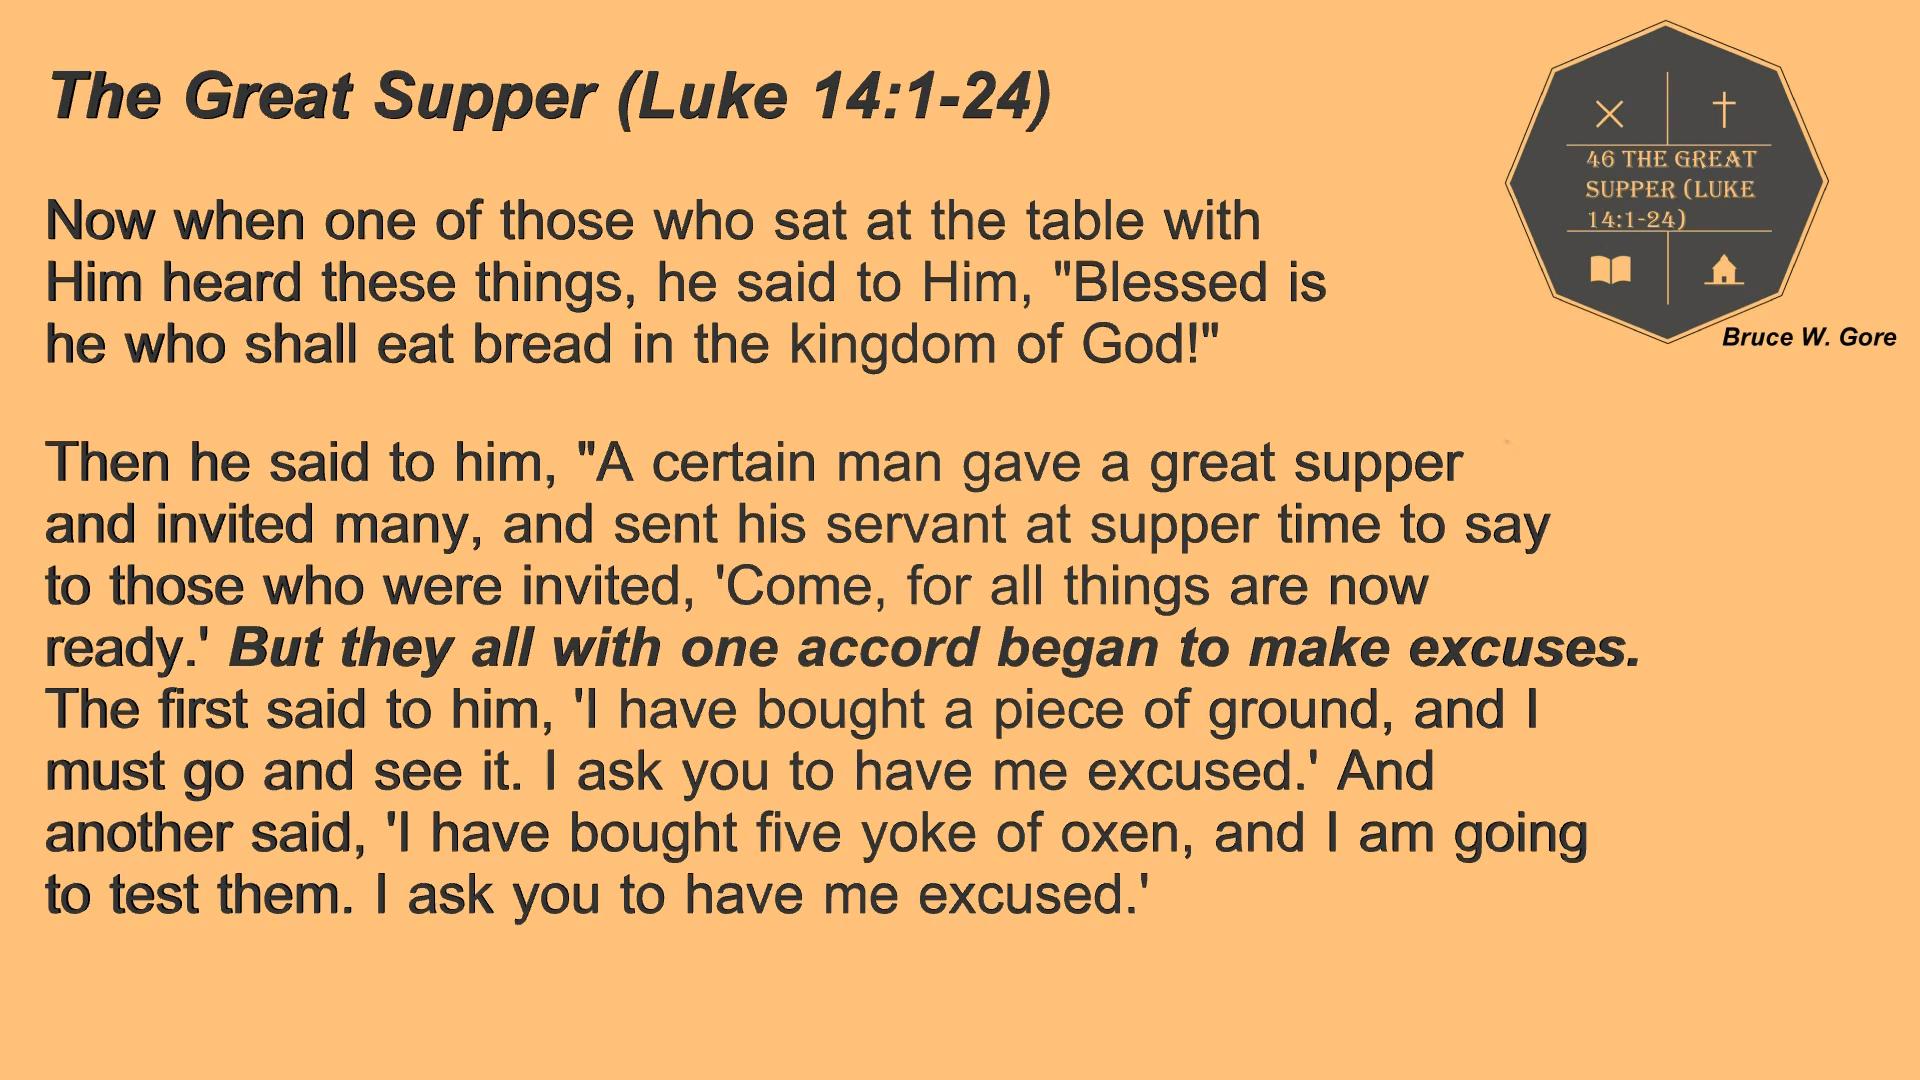 The Great Supper (Luke 14:1-24)
46 THE GREAT
SUPPER (LUKE
14:1-24)
Bruce W. Gore
Now when one of those who sat at the table with
Him heard these things, he said to Him, "Blessed is
he who shall eat bread in the kingdom of God!"
Then he said to him, "A certain man gave a great supper
and invited many, and sent his servant at supper time to say
to those who were invited, 'Come, for all things are now
ready.' But they all with one accord began to make excuses.
The first said to him, 'I have bought a piece of ground, and I
must go and see it. I ask you to have me excused.' And
another said, 'I have bought five yoke of oxen, and I am going
to test them. I ask you to have me excused.'